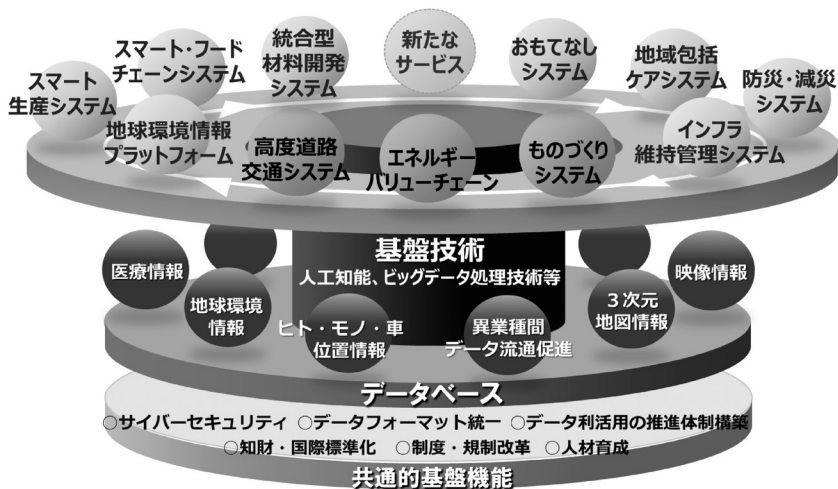 スマート
生産システム
スマート・フード
チェーンシステム
統合型
材料開発
システム
新たな
サービス
おもてなし
システム
地域包括
ケアシステム
防災・減災
システム
地球環境情報
プラットフォーム
高度道路
交通システム
エネルギー
バリューチェーン
ものづくり
システム
インフラ
維持管理システム
基盤技術
人工知能、ビッグデータ処理技術等
医療情報
地球環境
情報
ヒト・モノ・車
位置情報
異業種間
データ流通促進
3次元
地図情報
映像情報
データベース
○サイバーセキュリティ ○データフォーマット統一 ○データ利活用の推進体制構築
○知財・国際標準化 ○制度・規制改革 ○人材育成
共通的基盤機能